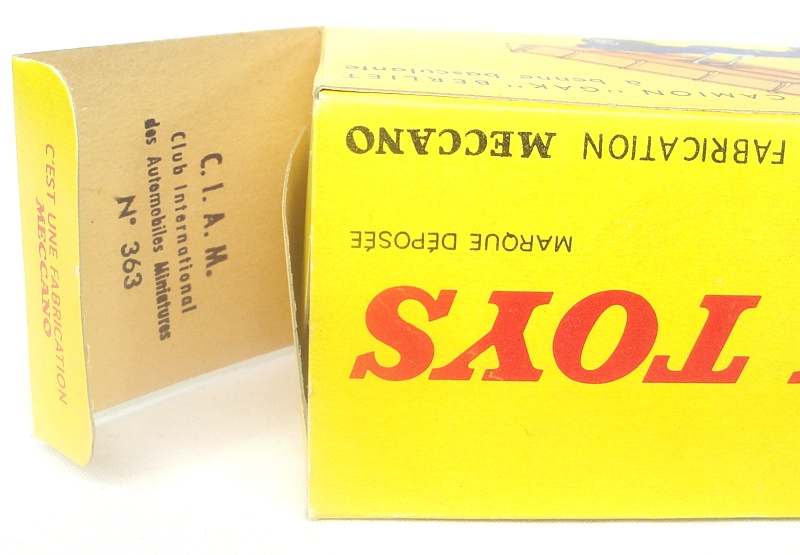 C'EST UNE FABRICATION
MECCANO
C. I. A. M.
Club International
des Automobiles Miniatures
N° 363
CAMION "GAK" BERLIET
à benne basculante
FABRICATION MECCANO
MARQUE DÉPOSÉE
TOYS